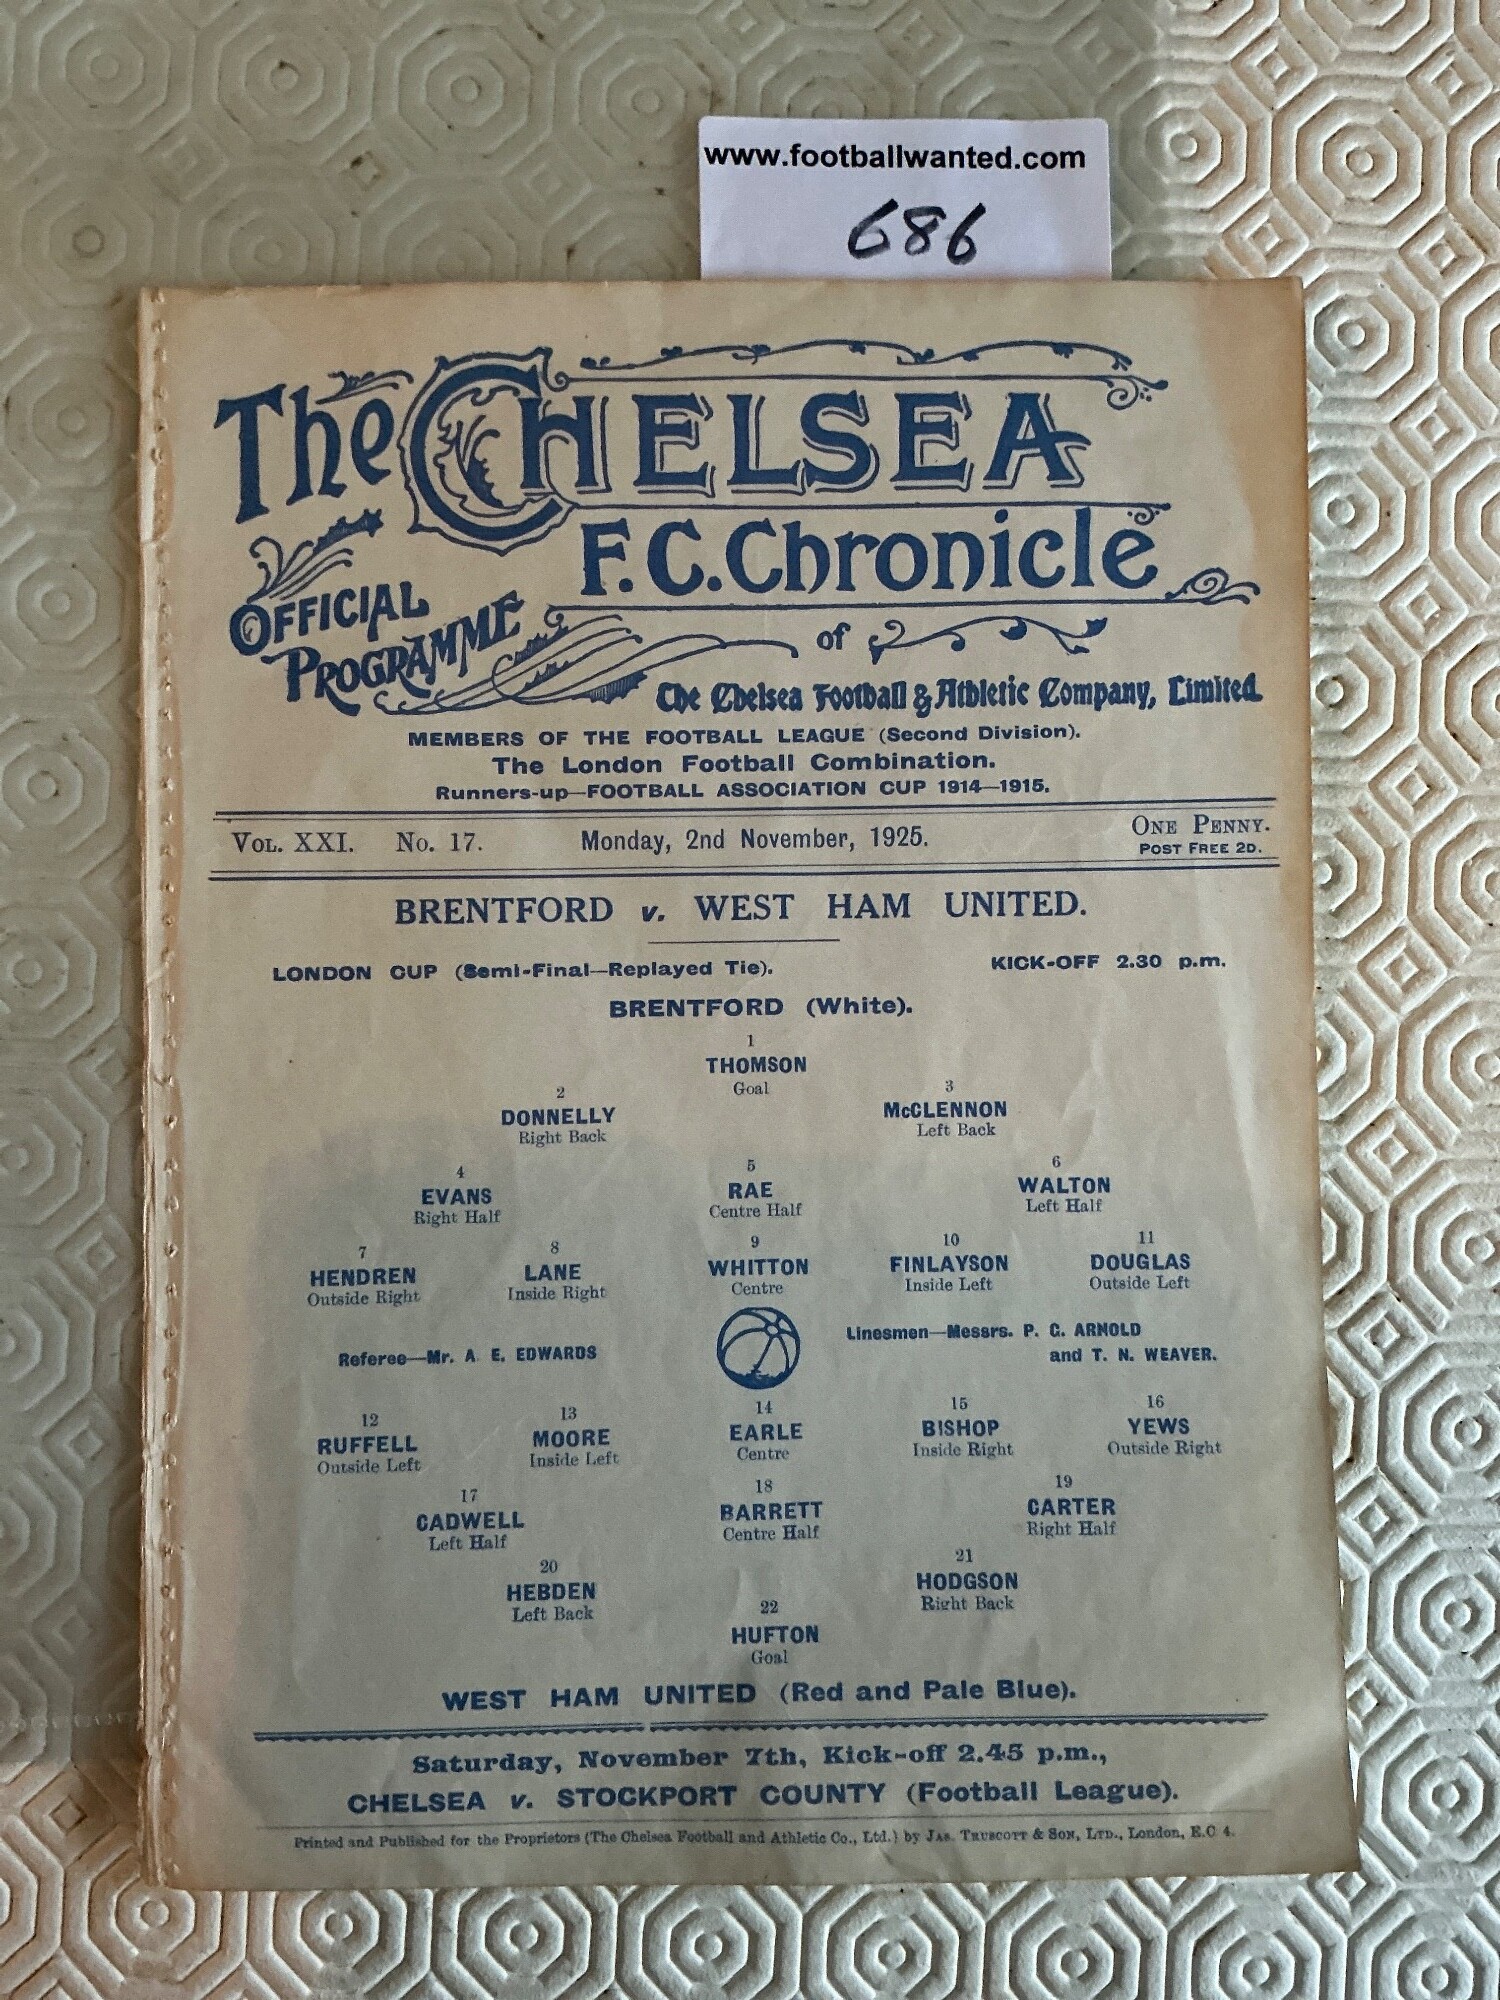 www.footballwanted.com
686
The CHELSEA
F.C. Chronicle
OFFICIAL
PROGRAMME
of
The Chelsea Football & Athletic Company, Limited
MEMBERS OF THE FOOTBALL LEAGUE (Second Division).
The London Football Combination.
Runners-up—FOOTBALL ASSOCIATION CUP 1914—1915.
VOL. XXI. No. 17. Monday, 2nd November, 1925. ONE PENNY.
POST FREE 2D.
BRENTFORD v. WEST HAM UNITED.
LONDON CUP (Semi-Final—Replayed Tie). KICK-OFF 2.30 p.m.
BRENTFORD (White).
1
THOMSON
Goal
2 3
DONNELLY McCLENNON
Right Back Left Back
4 5 6
EVANS RAE WALTON
Right Half Centre Half Left Half
7 8 9 10 11
HENDREN LANE WHITTON FINLAYSON DOUGLAS
Outside Right Inside Right Centre Inside Left Outside Left
Referee—Mr. A E. EDWARDS
Linesmen—Messrs. P. G. ARNOLD
and T. N. WEAVER.
12 13 14 15 16
RUFFELL MOORE EARLE BISHOP YEWS
Outside Left Inside Left Centre Inside Right Outside Right
17 18 19
CADWELL BARRETT CARTER
Left Half Centre Half Right Half
20 21
HEBDEN HODGSON
Left Back Right Back
22
HUFTON
Goal
WEST HAM UNITED (Red and Pale Blue).
Saturday, November 7th, Kick-off 2.45 p.m.,
CHELSEA v. STOCKPORT COUNTY (Football League).
Printed and Published for the Proprietors (The Chelsea Football and Athletic Co., Ltd.) by JAS. TRUSCOTT & SON, LTD., London, E.C 4.